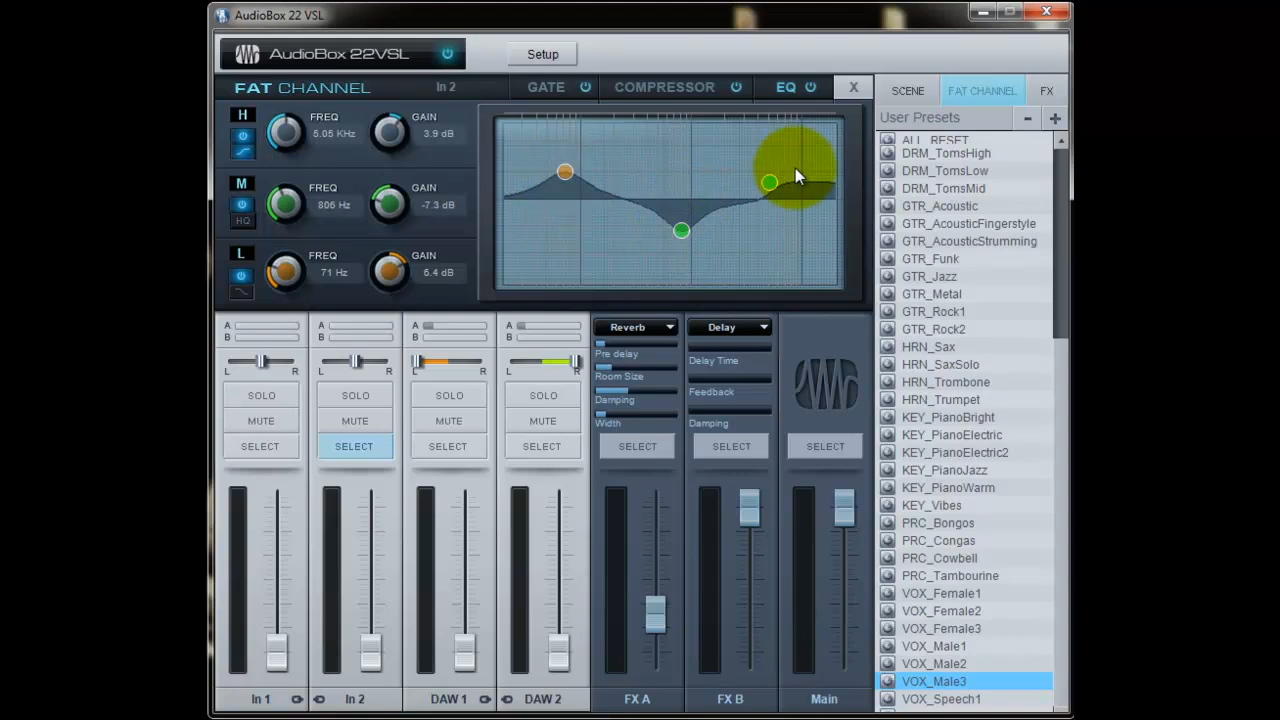 AudioBox 22 VSL
AudioBox 22VSL
Setup
FAT CHANNEL
In 2
GATE
COMPRESSOR
EQ
X
SCENE
FAT CHANNEL
FX
User Presets
- +
H
FREQ
5.05 KHz
GAIN
3.9 dB
M
HQ
FREQ
806 Hz
GAIN
-7.3 dB
L
FREQ
71 Hz
GAIN
6.4 dB
ALL_RESET
DRM_TomsHigh
DRM_TomsLow
DRM_TomsMid
GTR_Acoustic
GTR_AcousticFingerstyle
GTR_AcousticStrumming
GTR_Funk
GTR_Jazz
GTR_Metal
GTR_Rock1
GTR_Rock2
HRN_Sax
HRN_SaxSolo
HRN_Trombone
HRN_Trumpet
KEY_PianoBright
KEY_PianoElectric
KEY_PianoElectric2
KEY_PianoJazz
KEY_PianoWarm
KEY_Vibes
PRC_Bongos
PRC_Congas
PRC_Cowbell
PRC_Tambourine
VOX_Female1
VOX_Female2
VOX_Female3
VOX_Male1
VOX_Male2
VOX_Male3
VOX_Speech1
A
B
L R
SOLO
MUTE
SELECT
In 1
A
B
L R
SOLO
MUTE
SELECT
In 2
A
B
L R
SOLO
MUTE
SELECT
DAW 1
A
B
L R
SOLO
MUTE
SELECT
DAW 2
Reverb
Pre delay
Room Size
Damping
Width
SELECT
FX A
Delay
Delay Time
Feedback
Damping
SELECT
FX B
SELECT
Main